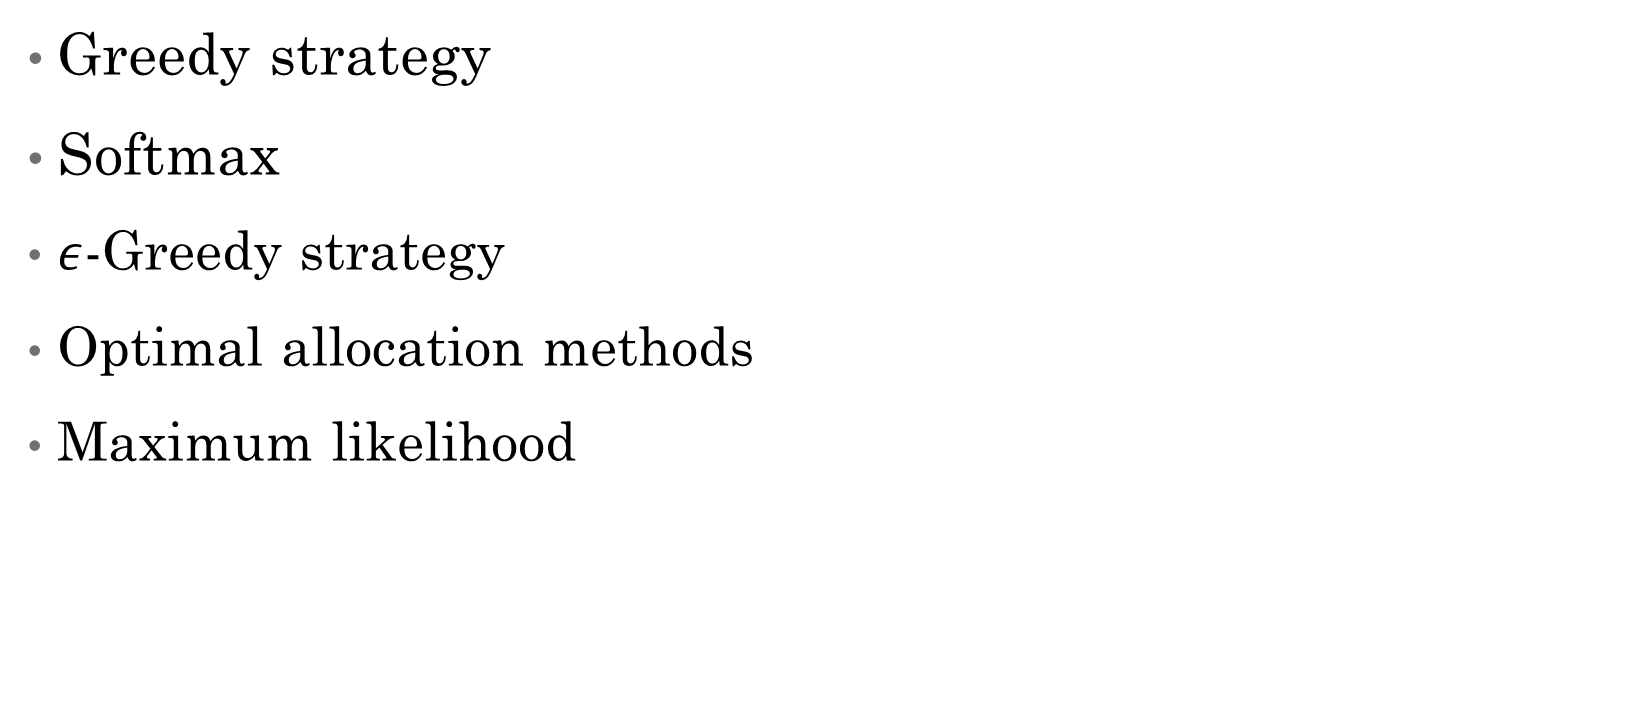 • Greedy strategy
• Softmax
• ϵ-Greedy strategy
• Optimal allocation methods
• Maximum likelihood